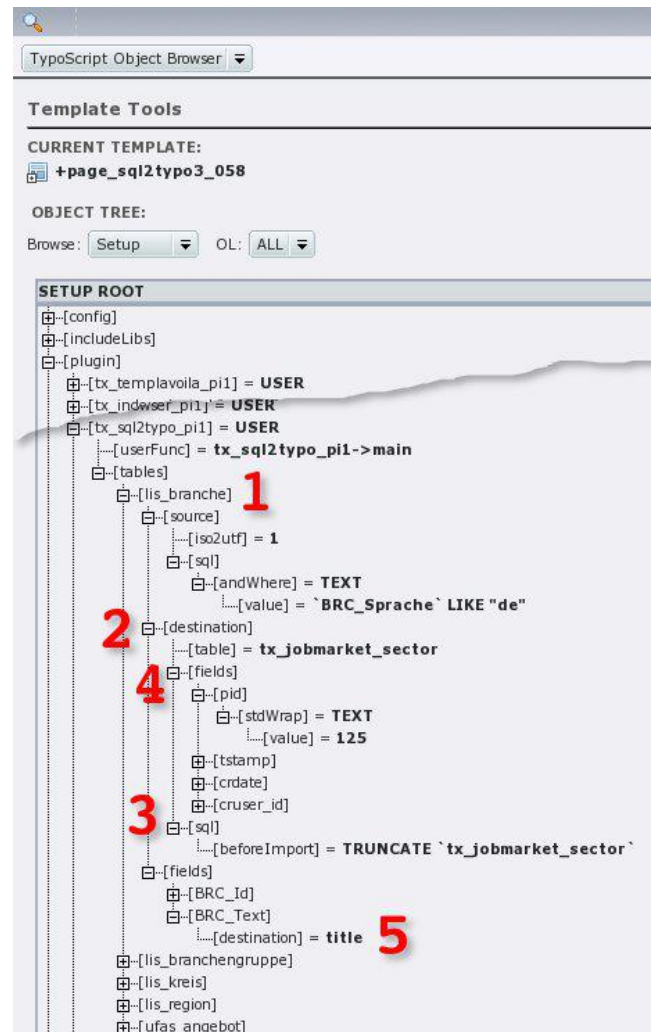 TypoScript Object Browser
Template Tools
CURRENT TEMPLATE:
+page_sql2typo3_058
OBJECT TREE:
Browse: Setup OL: ALL
SETUP ROOT
[config]
[includeLibs]
[plugin]
[tx_templavoila_pi1] = USER
[tx_indwser_pi1] = USER
[tx_sql2typo_pi1] = USER
[userFunc] = tx_sql2typo_pi1->main
[tables]
[lis_branche] 1
[source]
[iso2utf] = 1
[sql]
[andWhere] = TEXT
[value] = `BRC_Sprache` LIKE "de"
2 [destination]
[table] = tx_jobmarket_sector
4 [fields]
[pid]
[stdWrap] = TEXT
[value] = 125
[tstamp]
[crdate]
[cruser_id]
3 [sql]
[beforeImport] = TRUNCATE `tx_jobmarket_sector`
[fields]
[BRC_Id]
[BRC_Text]
[destination] = title 5
[lis_branchengruppe]
[lis_kreis]
[lis_region]
[ufas_angebot]